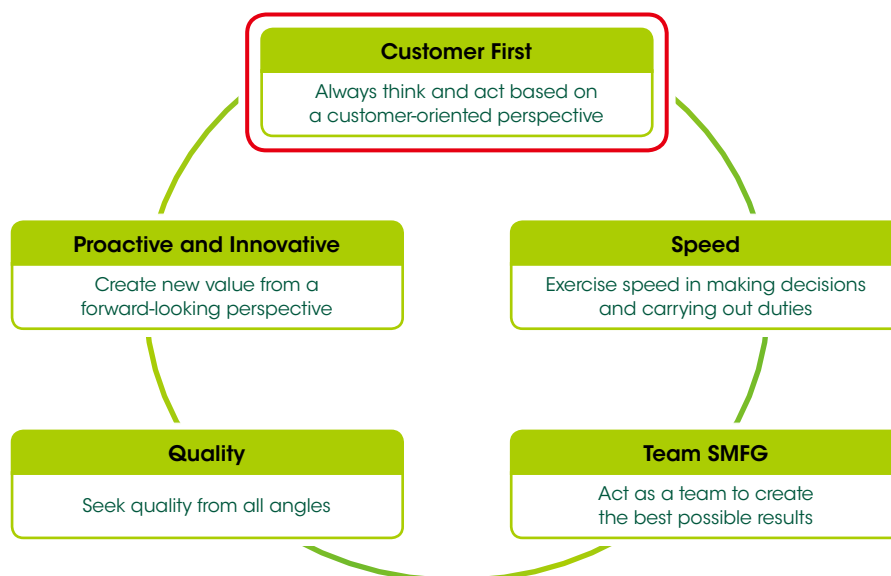 Customer First
Always think and act based on
a customer-oriented perspective
Proactive and Innovative
Create new value from a
forward-looking perspective
Speed
Exercise speed in making decisions
and carrying out duties
Quality
Seek quality from all angles
Team SMFG
Act as a team to create
the best possible results